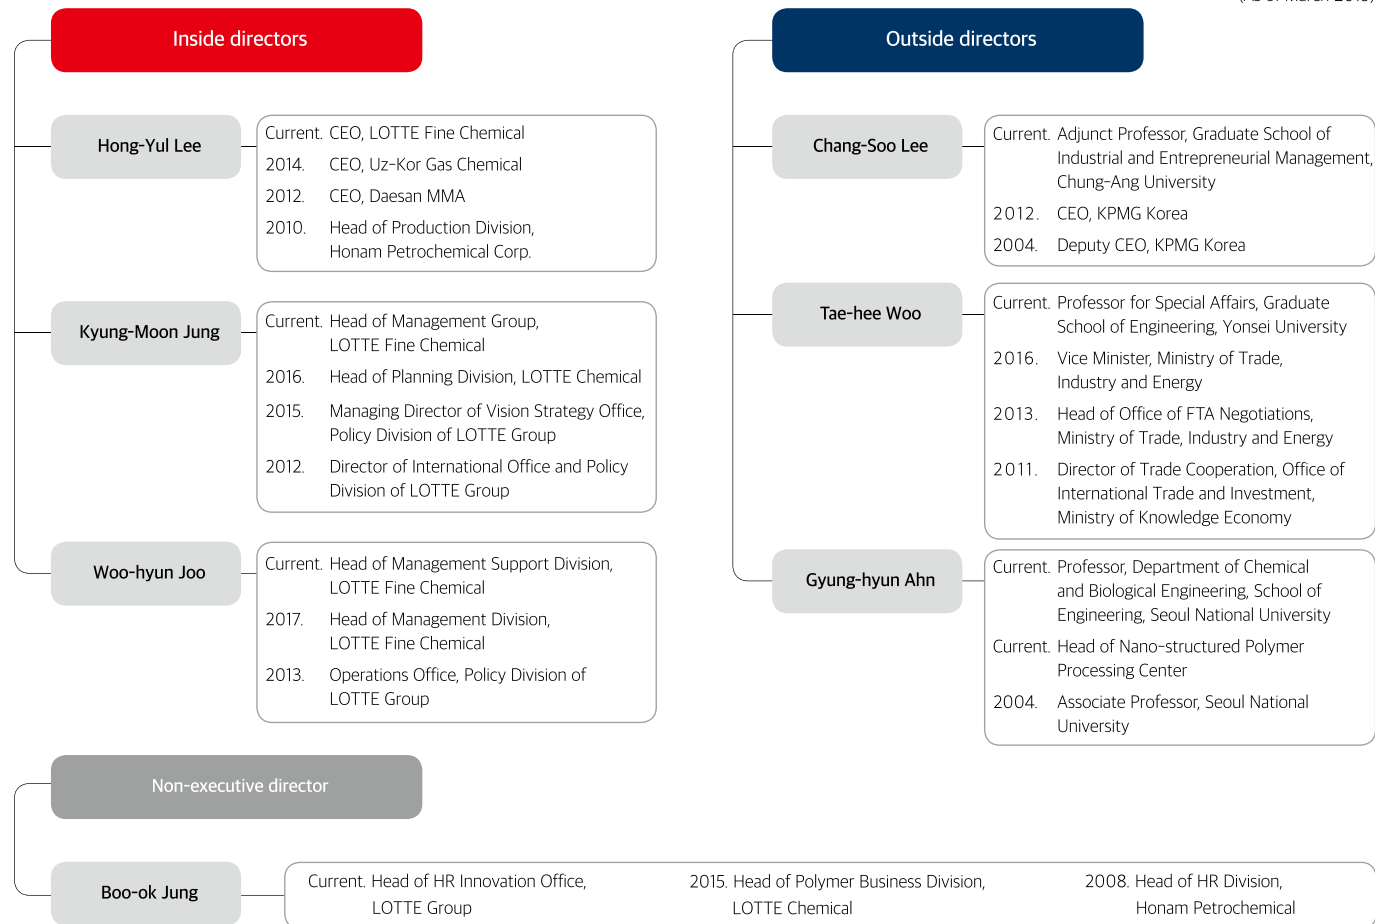 Inside directors
Hong-Yul Lee
Current. CEO, LOTTE Fine Chemical
2014. CEO, Uz-Kor Gas Chemical
2012. CEO, Daesan MMA
2010. Head of Production Division,
Honam Petrochemical Corp.
Kyung-Moon Jung
Current. Head of Management Group,
LOTTE Fine Chemical
2016. Head of Planning Division, LOTTE Chemical
2015. Managing Director of Vision Strategy Office,
Policy Division of LOTTE Group
2012. Director of International Office and Policy
Division of LOTTE Group
Woo-hyun Joo
Current. Head of Management Support Division,
LOTTE Fine Chemical
2017. Head of Management Division,
LOTTE Fine Chemical
2013. Operations Office, Policy Division of
LOTTE Group
Outside directors
Chang-Soo Lee
Current. Adjunct Professor, Graduate School of
Industrial and Entrepreneurial Management,
Chung-Ang University
2012. CEO, KPMG Korea
2004. Deputy CEO, KPMG Korea
Tae-hee Woo
Current. Professor for Special Affairs, Graduate
School of Engineering, Yonsei University
2016. Vice Minister, Ministry of Trade,
Industry and Energy
2013. Head of Office of FTA Negotiations,
Ministry of Trade, Industry and Energy
2011. Director of Trade Cooperation, Office of
International Trade and Investment,
Ministry of Knowledge Economy
Gyung-hyun Ahn
Current. Professor, Department of Chemical
and Biological Engineering, School of
Engineering, Seoul National University
Current. Head of Nano-structured Polymer
Processing Center
2004. Associate Professor, Seoul National
University
Non-executive director
Boo-ok Jung
Current. Head of HR Innovation Office,
LOTTE Group
2015. Head of Polymer Business Division,
LOTTE Chemical
2008. Head of HR Division,
Honam Petrochemical